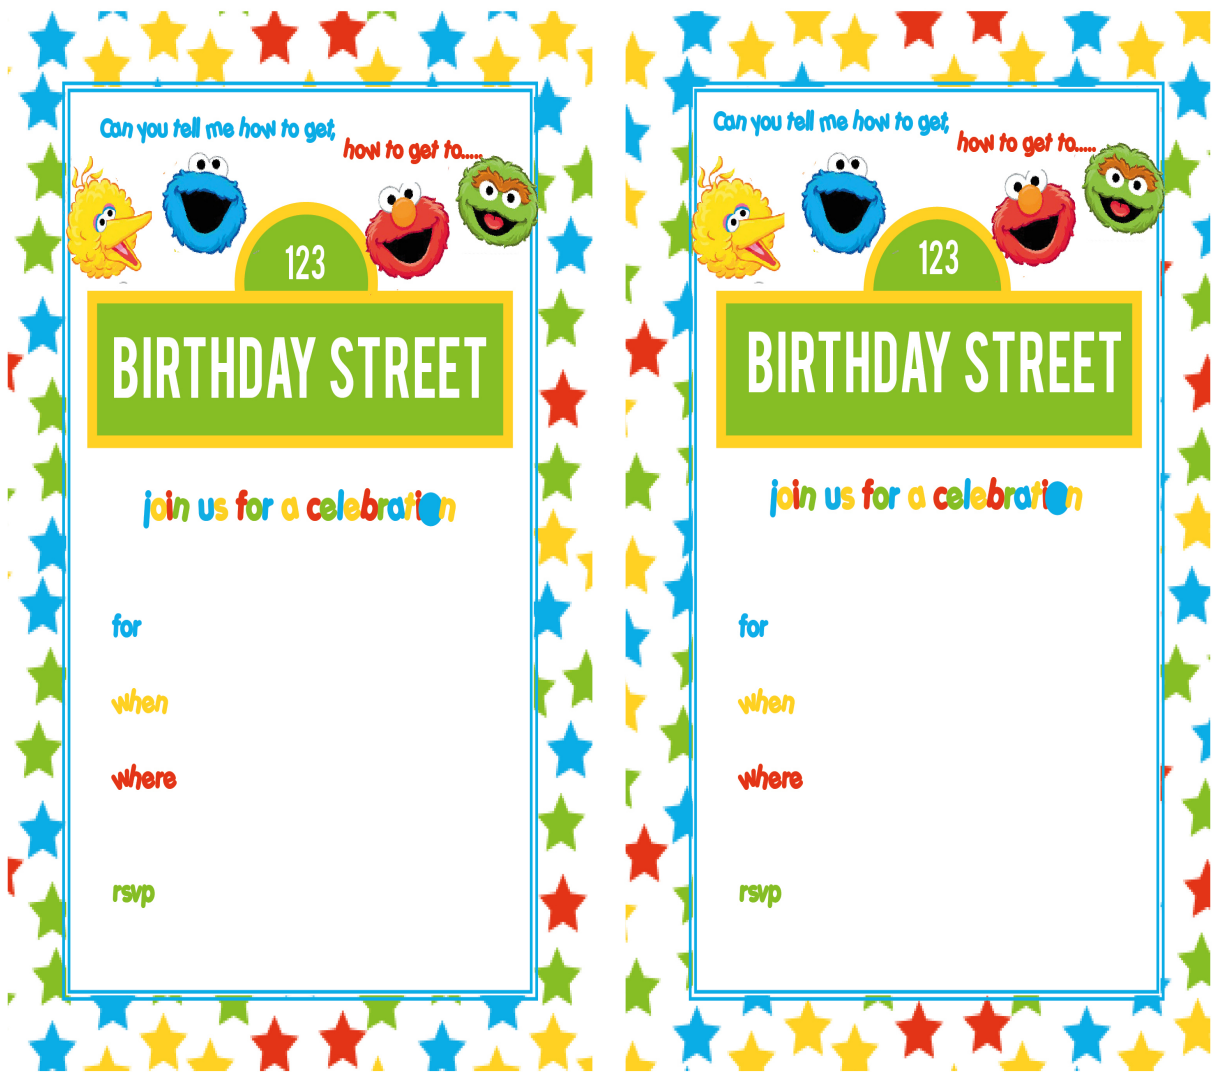 Can you tell me how to get,
how to get to.....
123
BIRTHDAY STREET
join us for a celebration
for
when
where
rsvp
Can you tell me how to get,
how to get to.....
123
BIRTHDAY STREET
join us for a celebration
for
when
where
rsvp